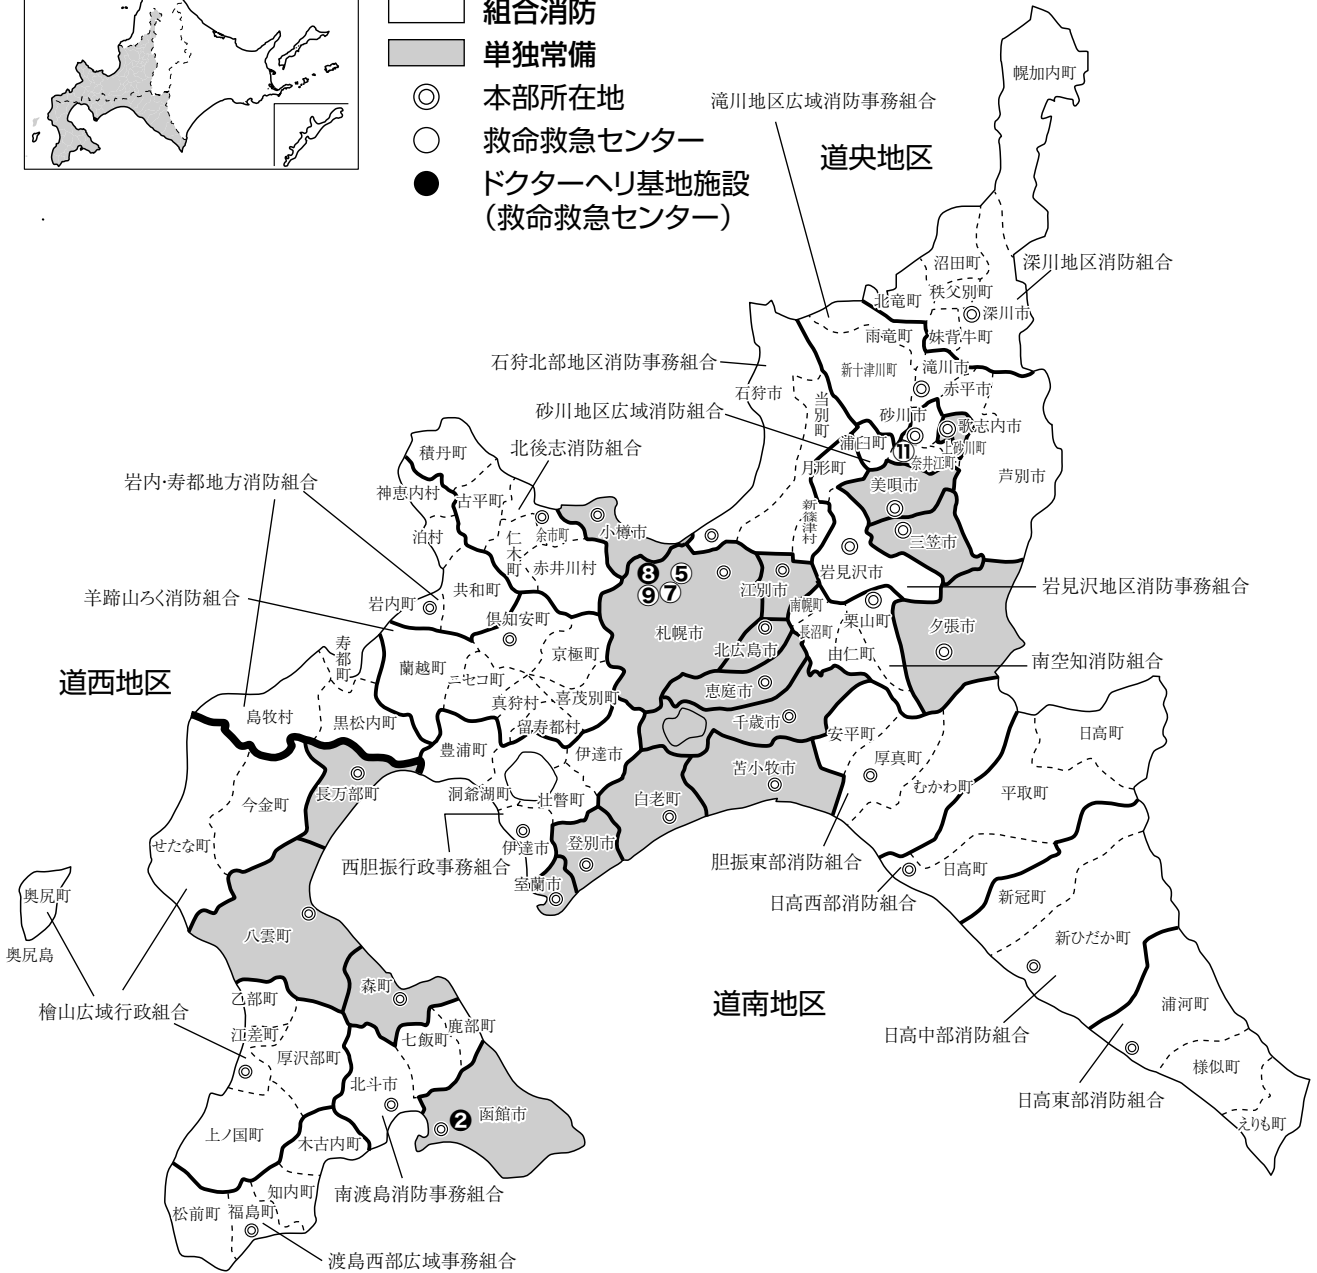 組合消防
単独常備
本部所在地
救命救急センター
ドクターヘリ基地施設
(救命救急センター)
道央地区
滝川地区広域消防事務組合
幌加内町
沼田町
深川地区消防組合
秩父別町
北竜町
深川市
雨竜町
妹背牛町
石狩北部地区消防事務組合
新十津川町
滝川市
石狩市
当別町
赤平市
砂川地区広域消防組合
砂川市
歌志内市
浦臼町
上砂川町
北後志消防組合
積丹町
⓫
奈井江町
月形町
芦別市
岩内・寿都地方消防組合
神恵内村
古平町
美唄市
新篠津村
泊村
仁木町
余市町
小樽市
三笠市
赤井川村
岩見沢市
❽
⑤
⑨
⑦
江別市
岩見沢地区消防事務組合
羊蹄山ろく消防組合
共和町
岩内町
倶知安町
南幌町
栗山町
札幌市
長沼町
夕張市
寿都町
京極町
北広島市
由仁町
南空知消防組合
蘭越町
ニセコ町
道西地区
真狩村
喜茂別町
恵庭市
島牧村
黒松内町
留寿都村
千歳市
安平町
日高町
豊浦町
伊達市
厚真町
苫小牧市
むかわ町
平取町
今金町
長万部町
洞爺湖町
壮瞥町
白老町
せたな町
伊達市
登別市
西胆振行政事務組合
胆振東部消防組合
日高町
室蘭市
日高西部消防組合
新冠町
奥尻町
八雲町
新ひだか町
奥尻島
森町
道南地区
乙部町
檜山広域行政組合
浦河町
江差町
七飯町
鹿部町
日高中部消防組合
厚沢部町
様似町
北斗市
日高東部消防組合
❷
函館市
えりも町
上ノ国町
木古内町
南渡島消防事務組合
知内町
松前町
福島町
渡島西部広域事務組合